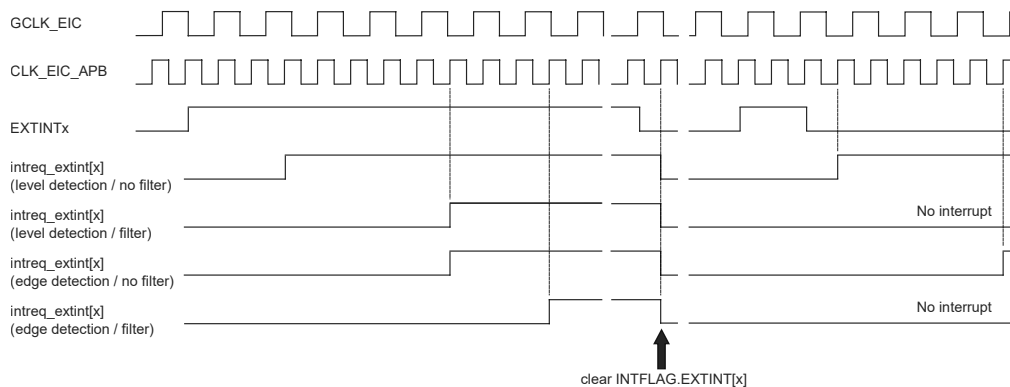 GCLK_EIC
CLK_EIC_APB
EXTINTx
intreq_extint[x]
(level detection / no filter)
intreq_extint[x]
(level detection / filter)
No interrupt
intreq_extint[x]
(edge detection / no filter)
intreq_extint[x]
(edge detection / filter)
No interrupt
clear INTFLAG.EXTINT[x]